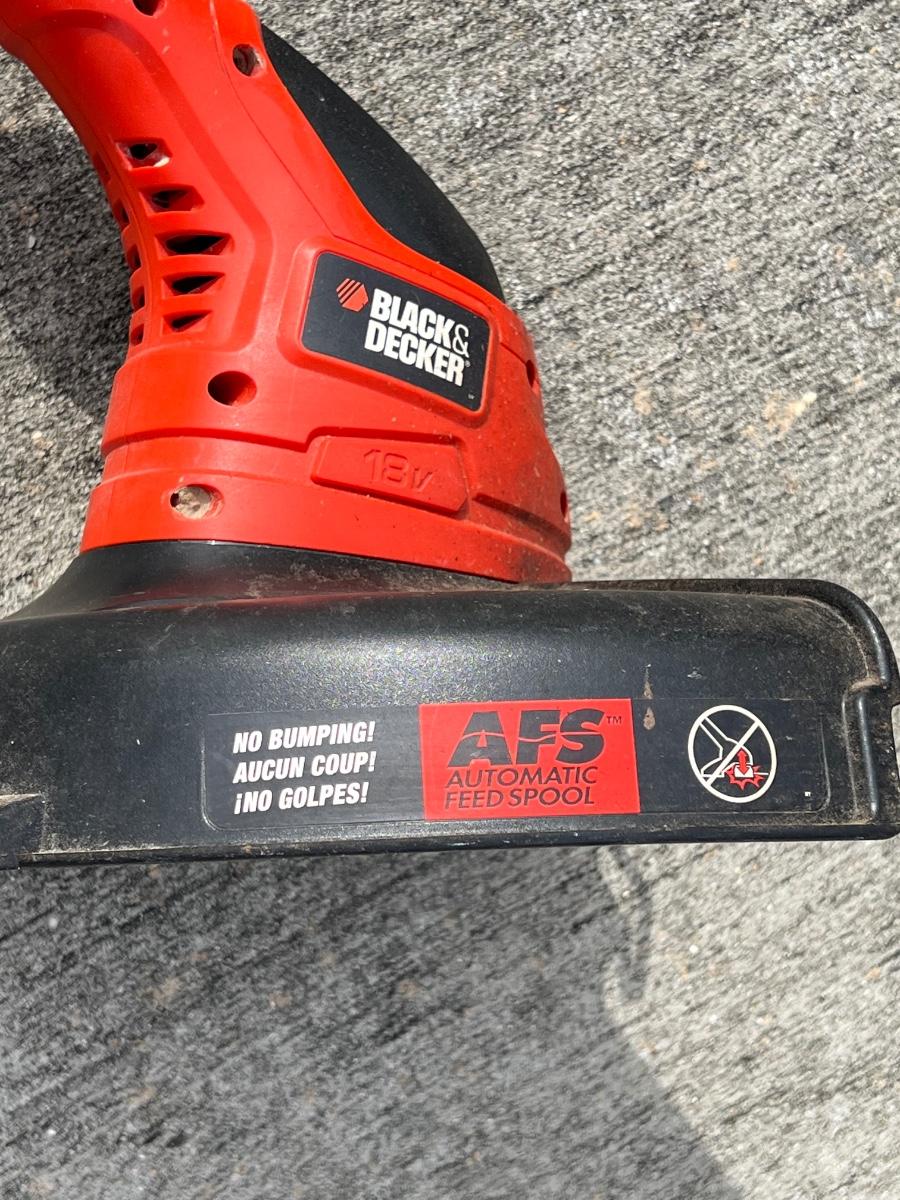 BLACK&
DECKER®
18V
NO BUMPING!
AUCUN COUP!
¡NO GOLPES!
AFS™
AUTOMATIC
FEED SPOOL